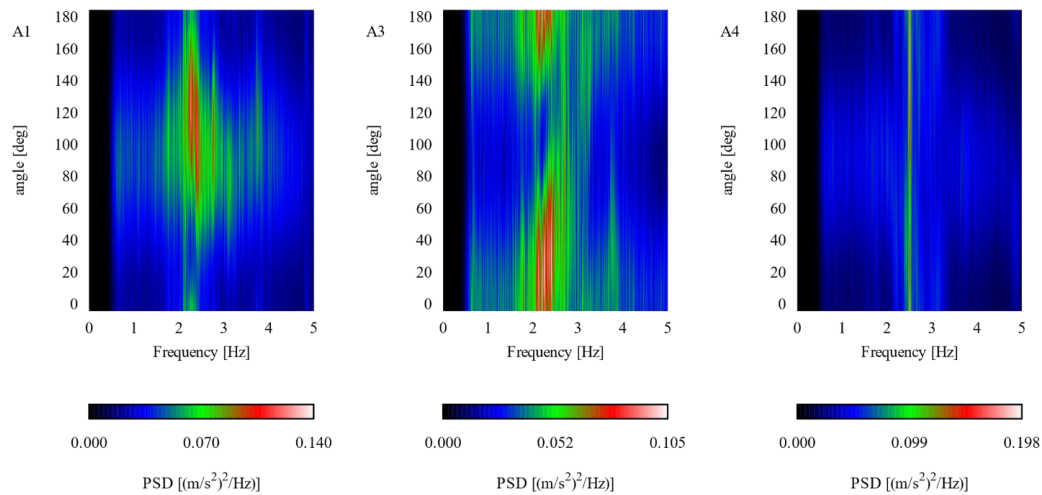 A1
180
160
140
120
100
80
60
40
20
0
angle [deg]
0 1 2 3 4 5
Frequency [Hz]
0.000 0.070 0.140
PSD [(m/s²)²/Hz)]
A3
180
160
140
120
100
80
60
40
20
0
angle [deg]
0 1 2 3 4 5
Frequency [Hz]
0.000 0.052 0.105
PSD [(m/s²)²/Hz)]
A4
180
160
140
120
100
80
60
40
20
0
angle [deg]
0 1 2 3 4 5
Frequency [Hz]
0.000 0.099 0.198
PSD [(m/s²)²/Hz)]